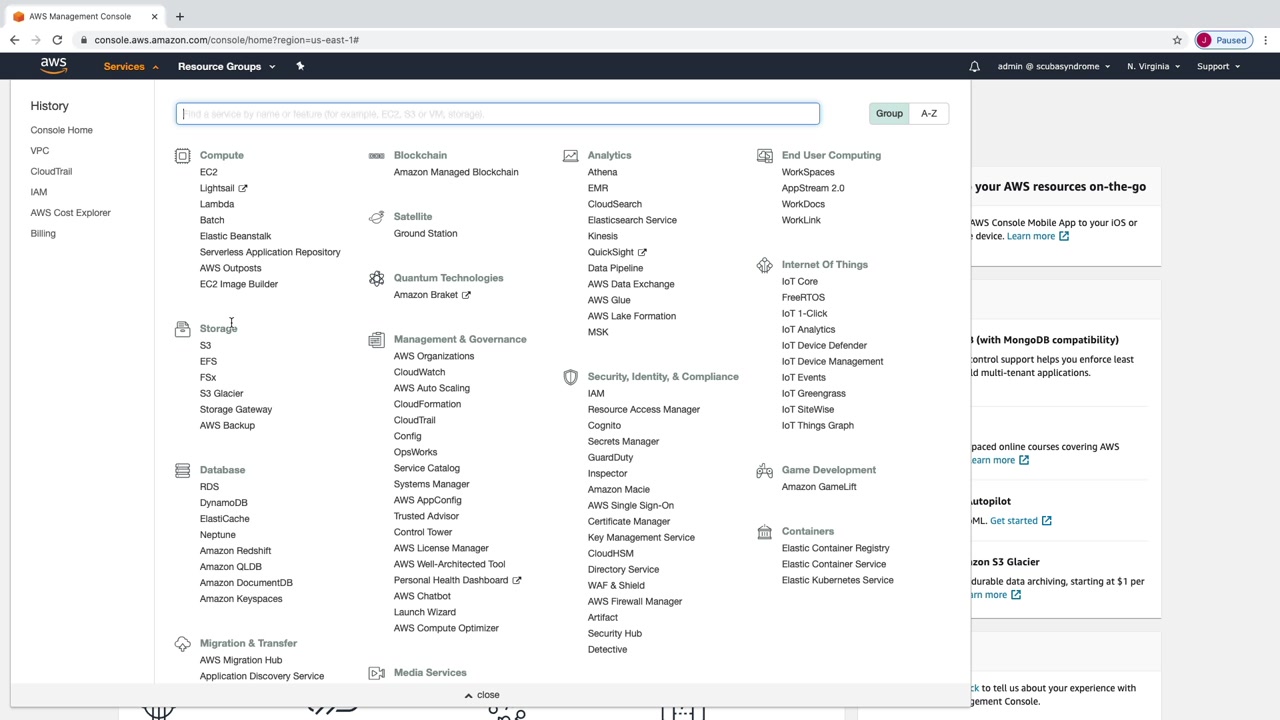 AWS Management Console
console.aws.amazon.com/console/home?region=us-east-1#
J Paused
aws
Services
Resource Groups
admin @ scubasyndrome
N. Virginia
Support
History
Console Home
VPC
CloudTrail
IAM
AWS Cost Explorer
Billing
Find a service by name or feature (for example, EC2, S3 or VM, storage).
Group
A-Z
Compute
EC2
Lightsail
Lambda
Batch
Elastic Beanstalk
Serverless Application Repository
AWS Outposts
EC2 Image Builder
Storage
S3
EFS
FSx
S3 Glacier
Storage Gateway
AWS Backup
Database
RDS
DynamoDB
ElastiCache
Neptune
Amazon Redshift
Amazon QLDB
Amazon DocumentDB
Amazon Keyspaces
Migration & Transfer
AWS Migration Hub
Application Discovery Service
Blockchain
Amazon Managed Blockchain
Satellite
Ground Station
Quantum Technologies
Amazon Braket
Management & Governance
AWS Organizations
CloudWatch
AWS Auto Scaling
CloudFormation
CloudTrail
Config
OpsWorks
Service Catalog
Systems Manager
AWS AppConfig
Trusted Advisor
Control Tower
AWS License Manager
AWS Well-Architected Tool
Personal Health Dashboard
AWS Chatbot
Launch Wizard
AWS Compute Optimizer
Media Services
Analytics
Athena
EMR
CloudSearch
Elasticsearch Service
Kinesis
QuickSight
Data Pipeline
AWS Data Exchange
AWS Glue
AWS Lake Formation
MSK
Security, Identity, & Compliance
IAM
Resource Access Manager
Cognito
Secrets Manager
GuardDuty
Inspector
Amazon Macie
AWS Single Sign-On
Certificate Manager
Key Management Service
CloudHSM
Directory Service
WAF & Shield
AWS Firewall Manager
Artifact
Security Hub
Detective
End User Computing
WorkSpaces
AppStream 2.0
WorkDocs
WorkLink
Internet Of Things
IoT Core
FreeRTOS
IoT 1-Click
IoT Analytics
IoT Device Defender
IoT Device Management
IoT Events
IoT Greengrass
IoT SiteWise
IoT Things Graph
Game Development
Amazon GameLift
Containers
Elastic Container Registry
Elastic Container Service
Elastic Kubernetes Service
close
your AWS resources on-the-go
AWS Console Mobile App to your iOS or
device. Learn more
(with MongoDB compatibility)
control support helps you enforce least
multi-tenant applications.
paced online courses covering AWS
earn more
Autopilot
ML. Get started
zon S3 Glacier
durable data archiving, starting at $1 per
arn more
ck to tell us about your experience with
ngement Console.